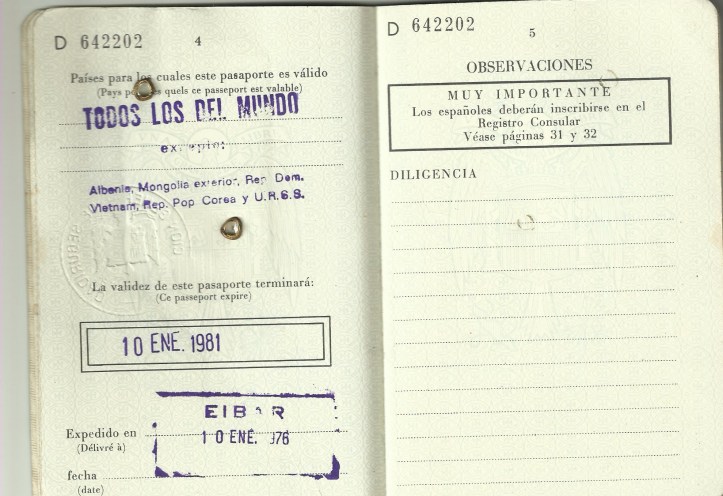 D 642202
4
Países para los cuales este pasaporte es válido
(Pays quels ce passeport est valable)
TODOS LOS DEL MUNDO
excepto:
Albania, Mongolia exterior, Rep. Dem.
Vietnam, Rep. Pop Corea y U.R.S.S.
La validez de este pasaporte terminará:
(Ce passeport expire)
10 ENE. 1981
EIBAR
Expedido en
10 ENE. 976
(Délivré à)
fecha
(date)
D 642202
5
OBSERVACIONES
MUY IMPORTANTE
Los españoles deberán inscribirse en el
Registro Consular
Véase páginas 31 y 32
DILIGENCIA